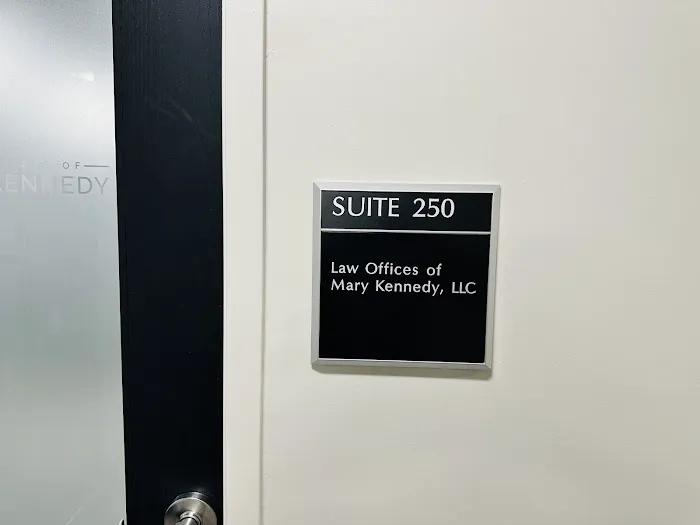 OF
KENNEDY
SUITE 250
Law Offices of
Mary Kennedy, LLC